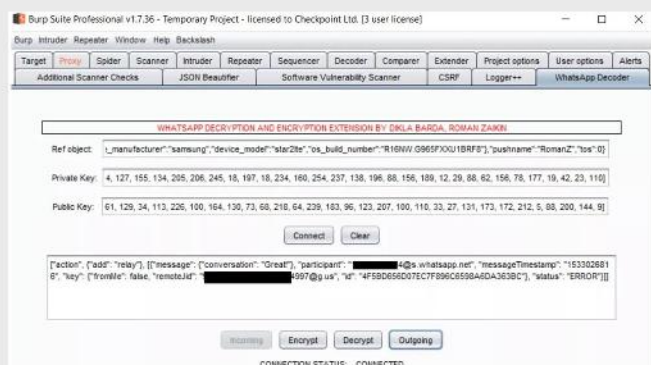 Burp Suite Professional v1.7.36 - Temporary Project - licensed to Checkpoint Ltd. [3 user license]
Burp Intruder Repeater Window Help Backslash
Target Proxy Spider Scanner Intruder Repeater Sequencer Decoder Comparer Extender Project options User options Alerts
Additional Scanner Checks JSON Beautifier Software Vulnerability Scanner CSRF Logger++ WhatsApp Decoder
WHATSAPP DECRYPTION AND ENCRYPTION EXTENSION BY DIKLA BARDA, ROMAN ZAIKIN
Ref object: _manufacturer":"samsung","device_model":"star2lte","os_build_number":"R16NW.G965FXXU1BRF8"},"pushname":"RomanZ","tos":0}
Private Key: 4, 127, 155, 134, 205, 206, 245, 18, 197, 18, 234, 160, 254, 237, 138, 196, 88, 156, 189, 12, 29, 88, 62, 156, 78, 177, 19, 42, 23, 110]
Public Key: 61, 129, 34, 113, 226, 100, 164, 130, 73, 68, 218, 64, 239, 183, 96, 123, 207, 100, 110, 33, 27, 131, 173, 172, 212, 5, 88, 200, 144, 9]
Connect Clear
["action", {"add": "relay"}, [{"message": {"conversation": "Great"}, "participant": " 4@s.whatsapp.net", "messageTimestamp": "153302681
6", "key": {"fromMe": false, "remoteJid": " 4997@g.us", "id": "4F5BD656D07EC7F896C6598A6DA363BC"}, "status": "ERROR"}]]
Incoming Encrypt Decrypt Outgoing
CONNECTION STATUS: CONNECTED